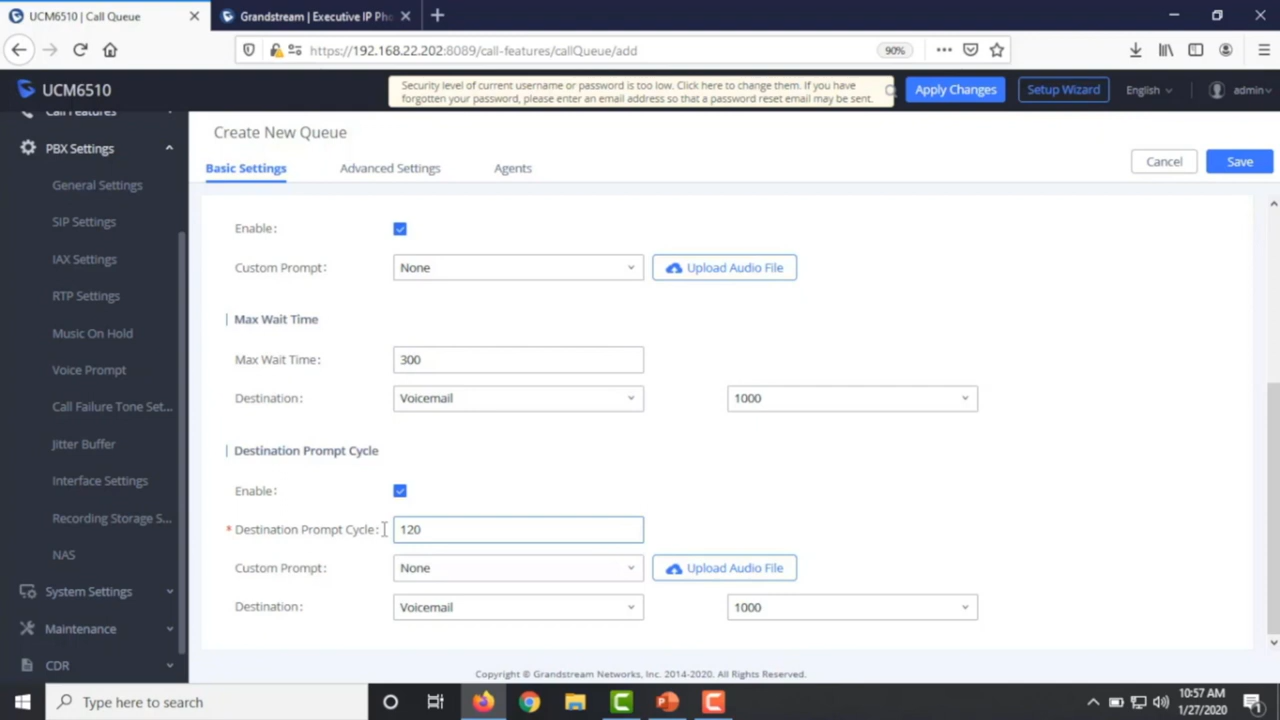 UCM6510 | Call Queue
Grandstream | Executive IP Pho
https://192.168.22.202:8089/call-features/callQueue/add
90%
UCM6510
Security level of current username or password is too low. Click here to change them. If you have
forgotten your password, please enter an email address so that a password reset email may be sent.
Apply Changes
Setup Wizard
English
admin
Call Features
PBX Settings
General Settings
SIP Settings
IAX Settings
RTP Settings
Music On Hold
Voice Prompt
Call Failure Tone Set...
Jitter Buffer
Interface Settings
Recording Storage S...
NAS
System Settings
Maintenance
CDR
Create New Queue
Basic Settings
Advanced Settings
Agents
Cancel
Save
Enable:
Custom Prompt:
None
Upload Audio File
Max Wait Time
Max Wait Time:
300
Destination:
Voicemail
1000
Destination Prompt Cycle
Enable:
* Destination Prompt Cycle:
120
Custom Prompt:
None
Upload Audio File
Destination:
Voicemail
1000
Copyright © Grandstream Networks, Inc. 2014-2020. All Rights Reserved.
Type here to search
10:57 AM
1/27/2020
1